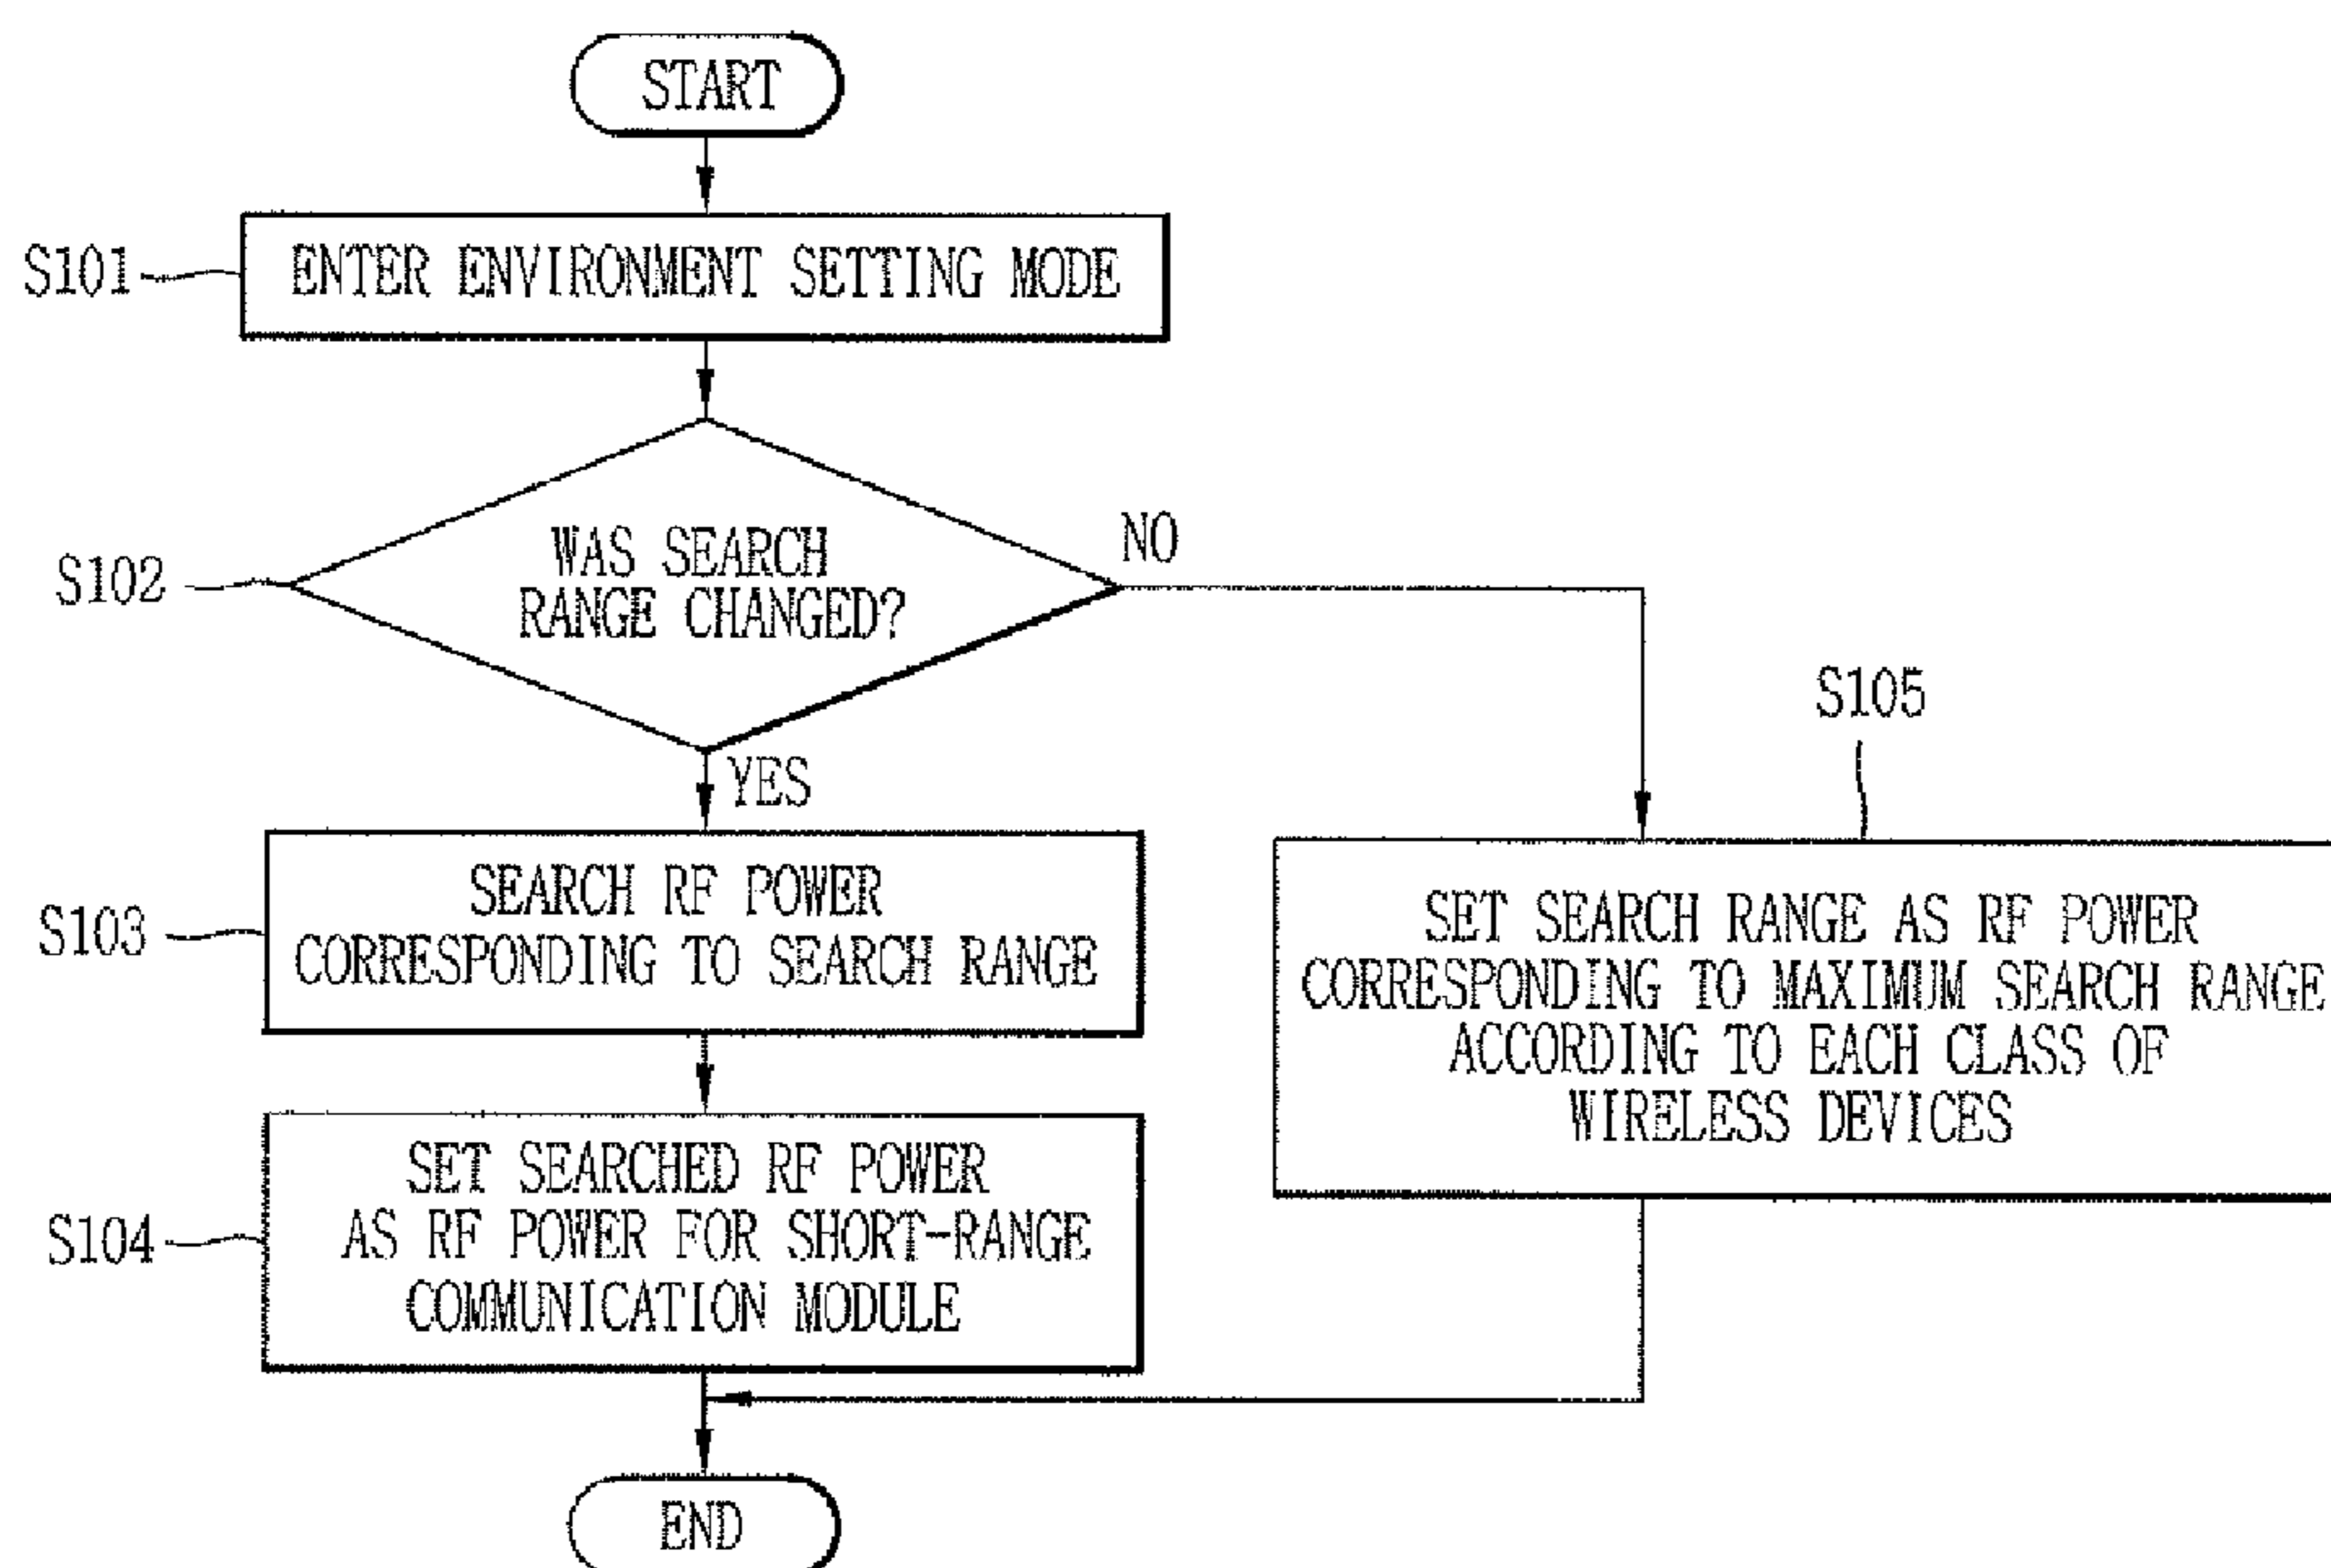 START
S101
ENTER ENVIRONMENT SETTING MODE
S102
WAS SEARCH
RANGE CHANGED?
NO
YES
S103
SEARCH RF POWER
CORRESPONDING TO SEARCH RANGE
S105
SET SEARCH RANGE AS RF POWER
CORRESPONDING TO MAXIMUM SEARCH RANGE
ACCORDING TO EACH CLASS OF
WIRELESS DEVICES
S104
SET SEARCHED RF POWER
AS RF POWER FOR SHORT-RANGE
COMMUNICATION MODULE
END